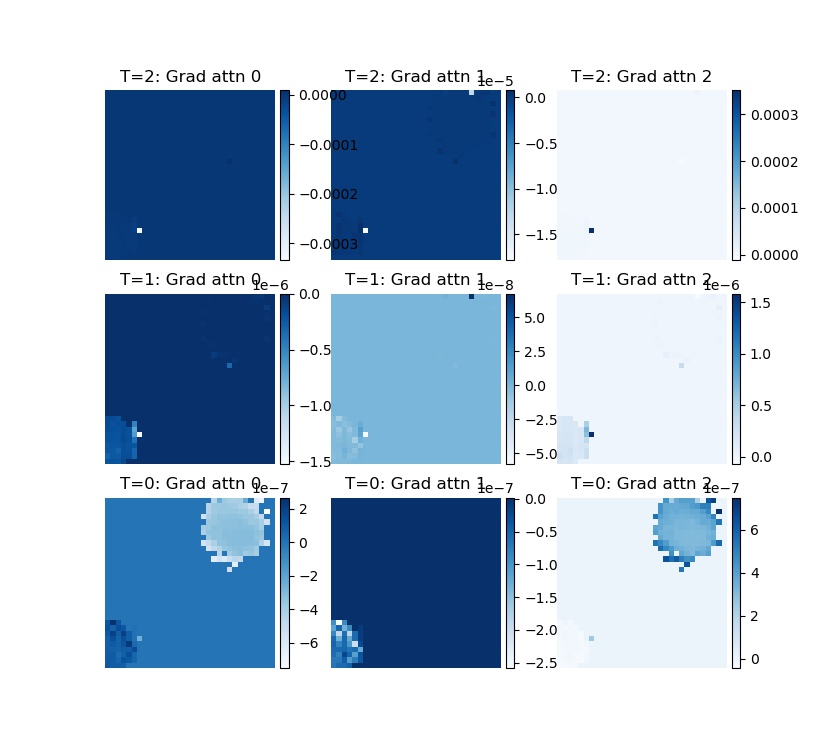 T=2: Grad attn 0
T=2: Grad attn 1
T=2: Grad attn 2
0.0000
−0.0001
−0.0002
−0.0003
1e−5
0.0
−0.5
−1.0
−1.5
0.0003
0.0002
0.0001
0.0000
T=1: Grad attn 0
T=1: Grad attn 1
T=1: Grad attn 2
1e−6
0.0
−0.5
−1.0
−1.5
1e−8
5.0
2.5
0.0
−2.5
−5.0
1e−6
1.5
1.0
0.5
0.0
T=0: Grad attn 0
T=0: Grad attn 1
T=0: Grad attn 2
1e−7
2
0
−2
−4
−6
1e−7
0.0
−0.5
−1.0
−1.5
−2.0
−2.5
1e−7
6
4
2
0